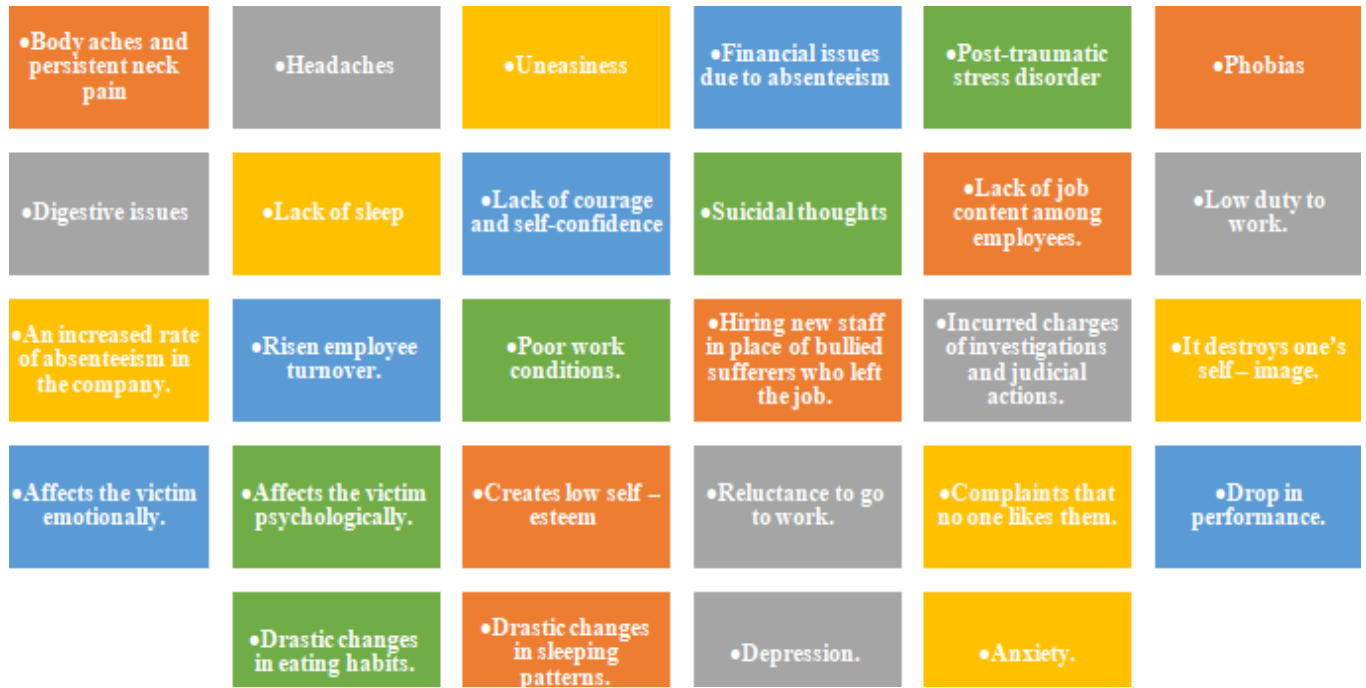 •Body aches and
persistent neck
pain
•Headaches
•Uneasiness
•Financial issues
due to absenteeism
•Post-traumatic
stress disorder
•Phobias
•Digestive issues
•Lack of sleep
•Lack of courage
and self-confidence
•Suicidal thoughts
•Lack of job
content among
employees.
•Low duty to
work.
•An increased rate
of absenteeism in
the company.
•Risen employee
turnover.
•Poor work
conditions.
•Hiring new staff
in place of bullied
sufferers who left
the job.
•Incurred charges
of investigations
and judicial
actions.
•It destroys one’s
self – image.
•Affects the victim
emotionally.
•Affects the victim
psychologically.
•Creates low self –
esteem
•Reluctance to go
to work.
•Complaints that
no one likes them.
•Drop in
performance.
•Drastic changes
in eating habits.
•Drastic changes
in sleeping
patterns.
•Depression.
•Anxiety.